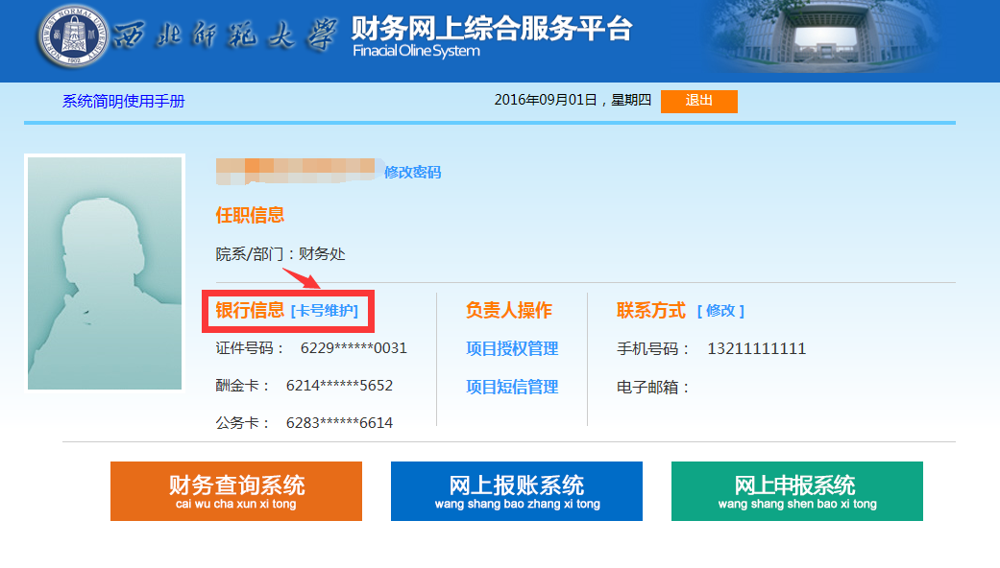 NORTHWEST NORMAL UNIVERSITY
1902
西北师范大学
财务网上综合服务平台
Finacial Oline System
系统简明使用手册
2016年09月01日，星期四
退出
修改密码
任职信息
院系/部门：财务处
银行信息 [卡号维护]
证件号码： 6229******0031
酬金卡： 6214******5652
公务卡： 6283******6614
负责人操作
项目授权管理
项目短信管理
联系方式 [ 修改 ]
手机号码： 13211111111
电子邮箱：
财务查询系统
cai wu cha xun xi tong
网上报账系统
wang shang bao zhang xi tong
网上申报系统
wang shang shen bao xi tong